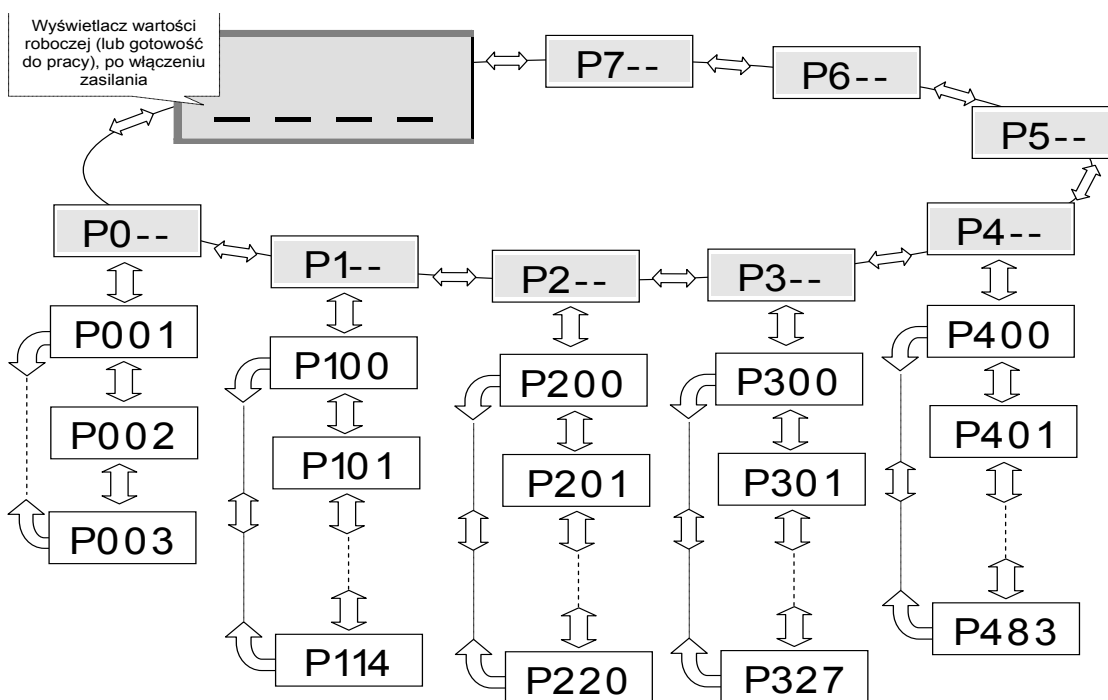 Wyświetlacz wartości
roboczej (lub gotowość
do pracy), po włączeniu
zasilania
_ _ _ _
P7--
P6--
P5--
P0--
P1--
P2--
P3--
P4--
P001
P002
P003
P100
P101
P114
P200
P201
P220
P300
P301
P327
P400
P401
P483